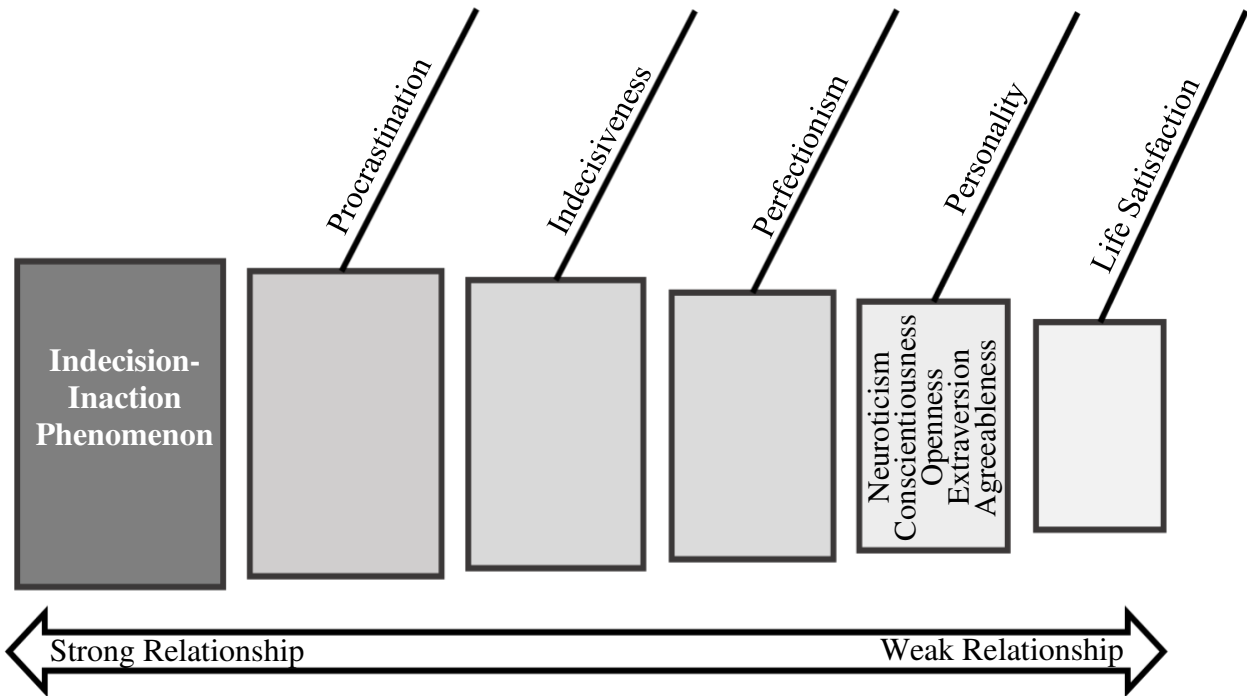 Procrastination
Indecisiveness
Perfectionism
Personality
Life Satisfaction
Indecision-
Inaction
Phenomenon
Neuroticism
Conscientiousness
Openness
Extraversion
Agreeableness
Strong Relationship
Weak Relationship